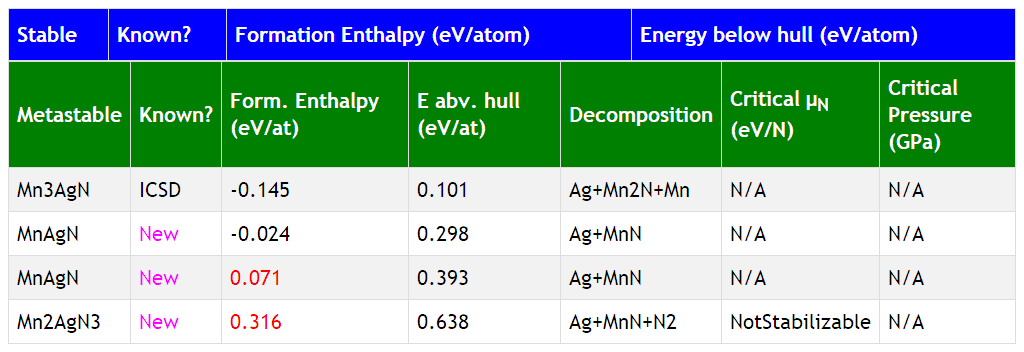 Stable Known? Formation Enthalpy (eV/atom) Energy below hull (eV/atom)
Metastable Known? Form. Enthalpy (eV/at) E abv. hull (eV/at) Decomposition Critical μN (eV/N) Critical Pressure (GPa)
Mn3AgN ICSD -0.145 0.101 Ag+Mn2N+Mn N/A N/A
MnAgN New -0.024 0.298 Ag+MnN N/A N/A
MnAgN New 0.071 0.393 Ag+MnN N/A N/A
Mn2AgN3 New 0.316 0.638 Ag+MnN+N2 NotStabilizable N/A